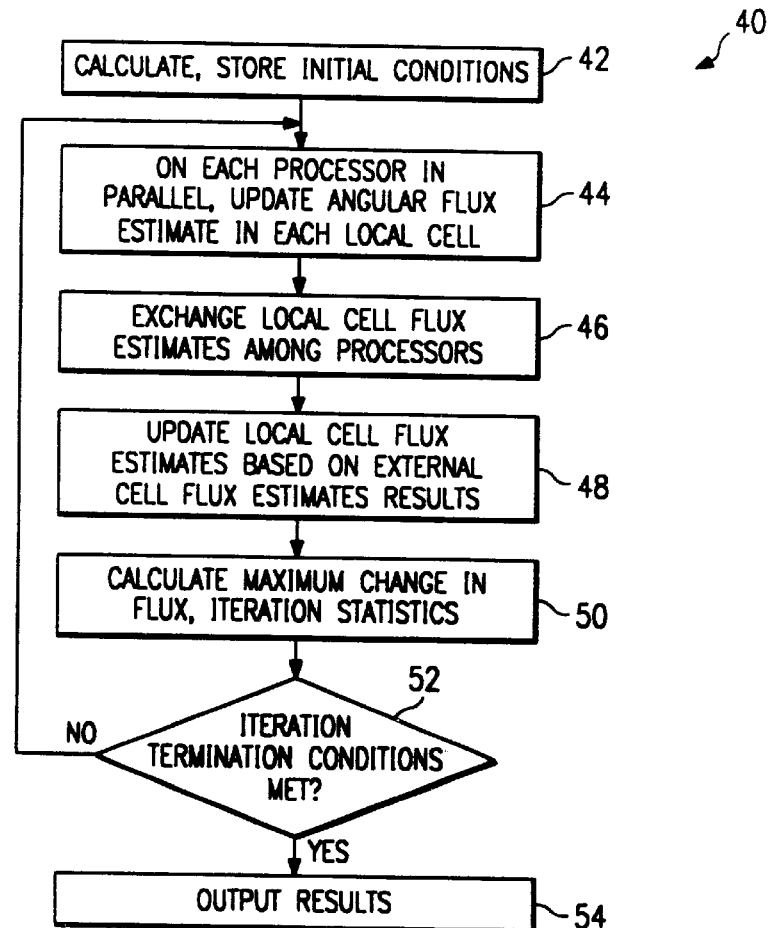 40
CALCULATE, STORE INITIAL CONDITIONS
42
ON EACH PROCESSOR IN
PARALLEL, UPDATE ANGULAR FLUX
ESTIMATE IN EACH LOCAL CELL
44
EXCHANGE LOCAL CELL FLUX
ESTIMATES AMONG PROCESSORS
46
UPDATE LOCAL CELL FLUX
ESTIMATES BASED ON EXTERNAL
CELL FLUX ESTIMATES RESULTS
48
CALCULATE MAXIMUM CHANGE IN
FLUX, ITERATION STATISTICS
50
52
NO
ITERATION
TERMINATION CONDITIONS
MET?
YES
OUTPUT RESULTS
54